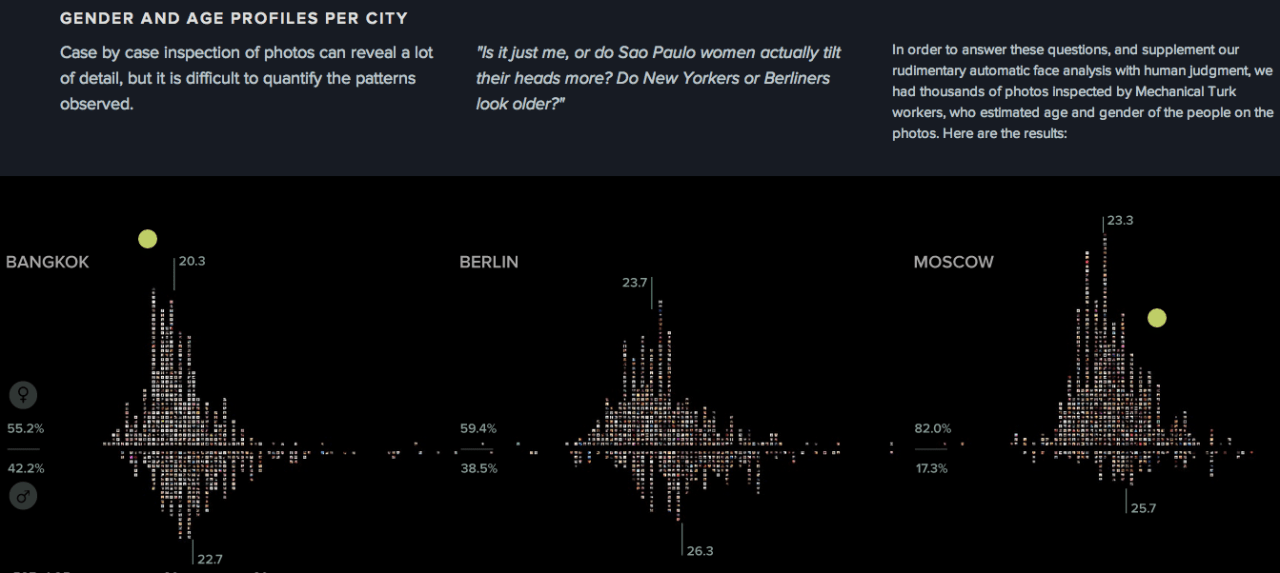 GENDER AND AGE PROFILES PER CITY
Case by case inspection of photos can reveal a lot
of detail, but it is difficult to quantify the patterns
observed.
"Is it just me, or do Sao Paulo women actually tilt
their heads more? Do New Yorkers or Berliners
look older?"
In order to answer these questions, and supplement our
rudimentary automatic face analysis with human judgment, we
had thousands of photos inspected by Mechanical Turk
workers, who estimated age and gender of the people on the
photos. Here are the results:
BANGKOK
20.3
55.2%
42.2%
22.7
BERLIN
23.7
59.4%
38.5%
26.3
MOSCOW
23.3
82.0%
17.3%
25.7